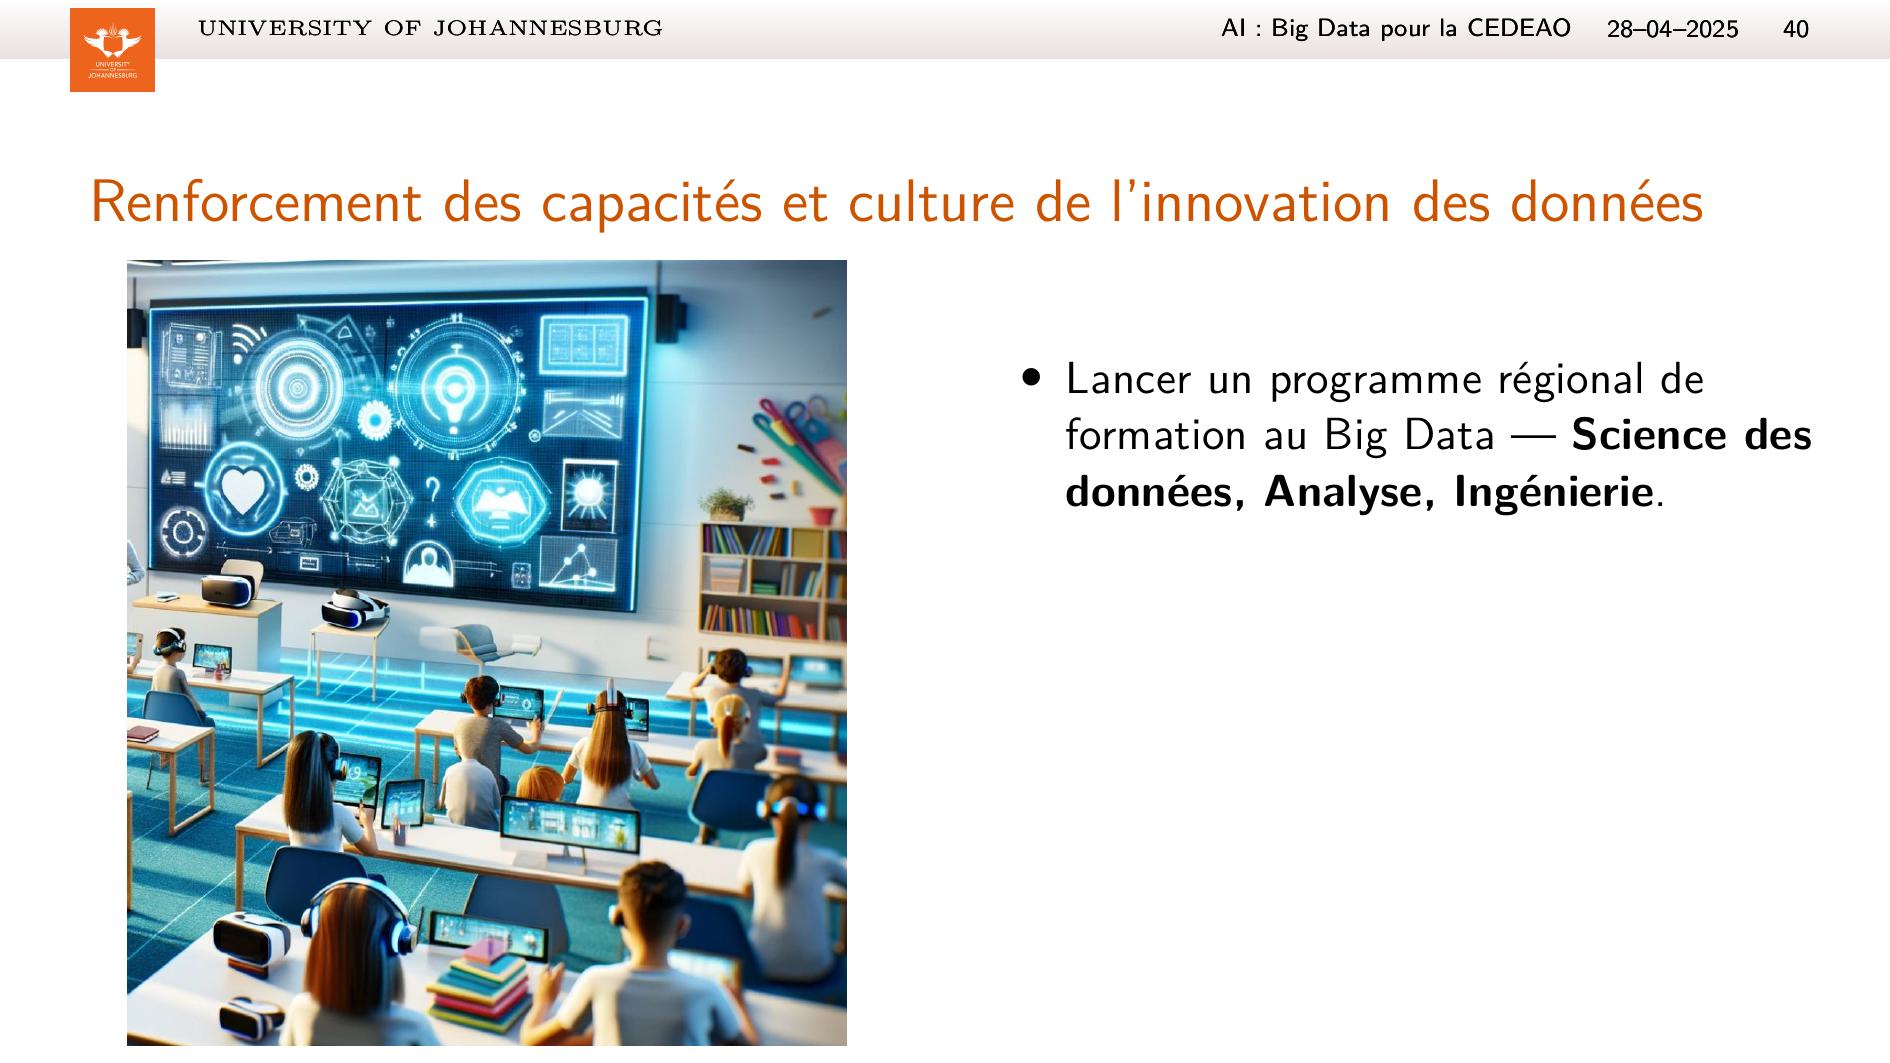 UNIVERSITY OF JOHANNESBURG
AI : Big Data pour la CEDEAO 28–04–2025 40
UNIVERSITY
OF
JOHANNESBURG
Renforcement des capacités et culture de l'innovation des données
• Lancer un programme régional de
formation au Big Data — Science des
données, Analyse, Ingénierie.